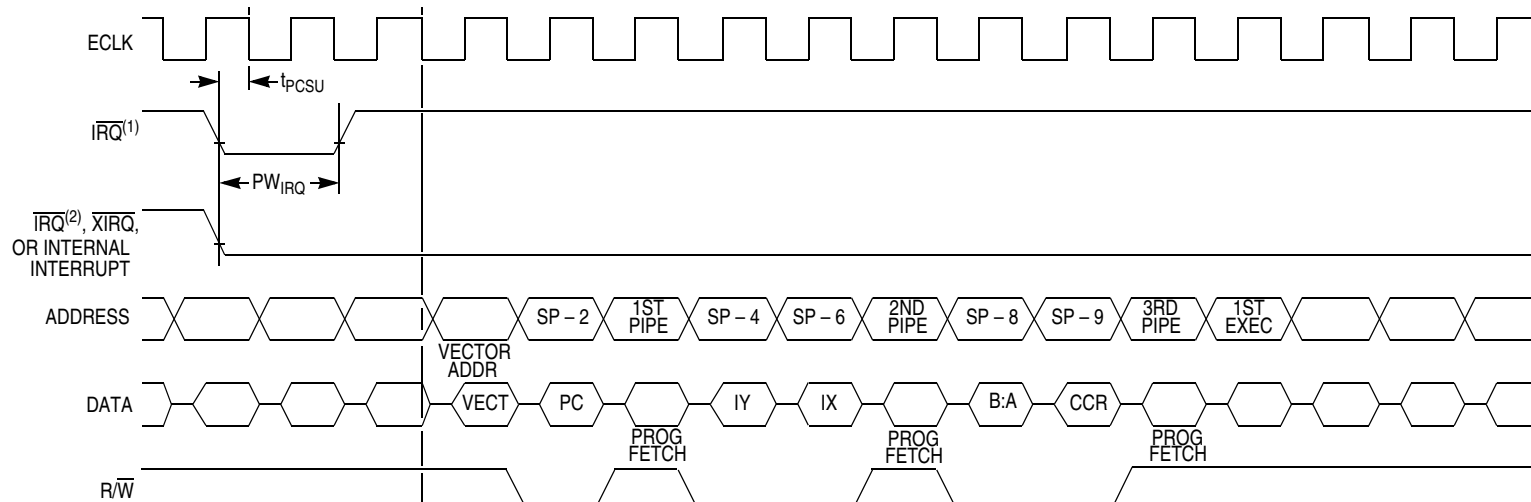 ECLK
tPCSU
IRQ(1)
PWIRQ
IRQ(2), XIRQ,
OR INTERNAL
INTERRUPT
ADDRESS
SP – 2
1ST
PIPE
SP – 4
SP – 6
2ND
PIPE
SP – 8
SP – 9
3RD
PIPE
1ST
EXEC
VECTOR
ADDR
DATA
VECT
PC
IY
IX
B:A
CCR
PROG
FETCH
PROG
FETCH
PROG
FETCH
R/W